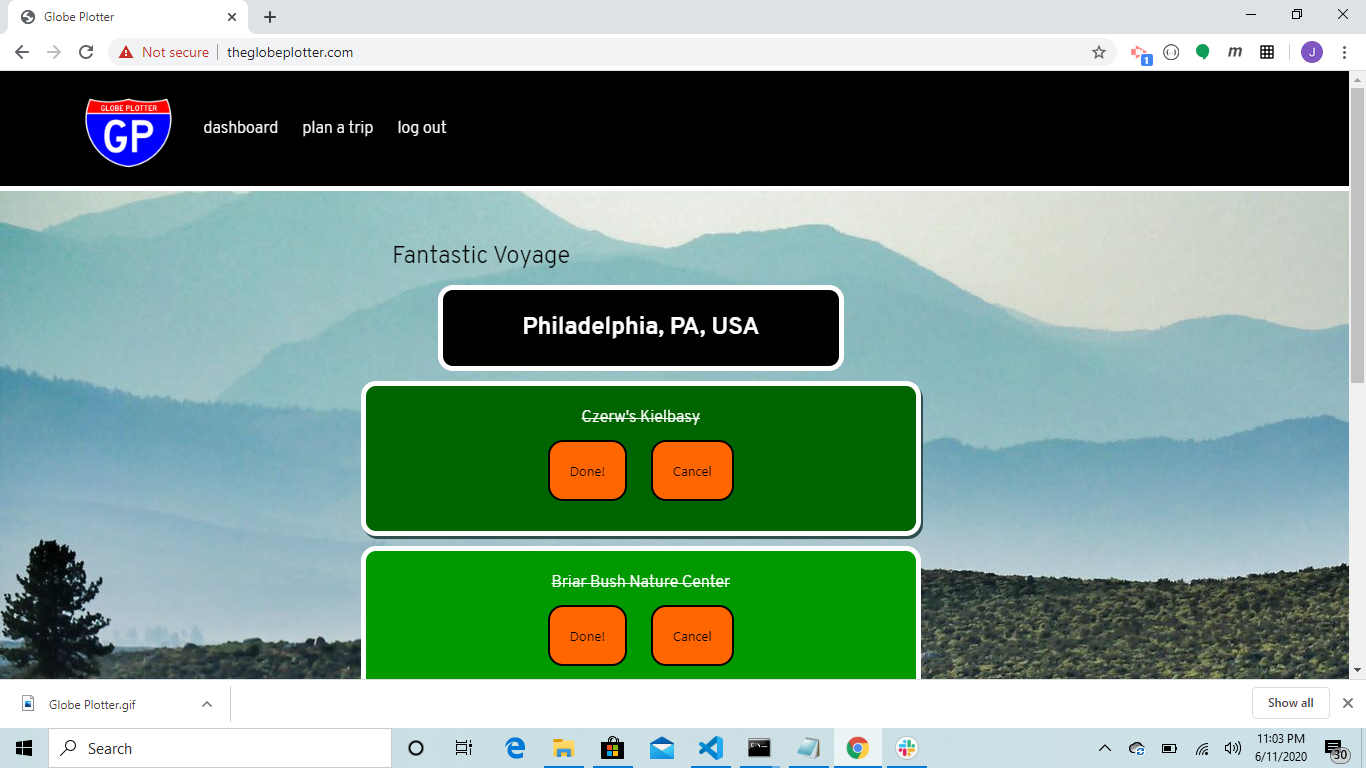 Globe Plotter
Not secure
theglobeplotter.com
1
m
J
GLOBE PLOTTER
GP
dashboard
plan a trip
log out
Fantastic Voyage
Philadelphia, PA, USA
Czerw's Kielbasy
Done!
Cancel
Briar Bush Nature Center
Done!
Cancel
Globe Plotter.gif
Show all
Search
11:03 PM
6/11/2020
30